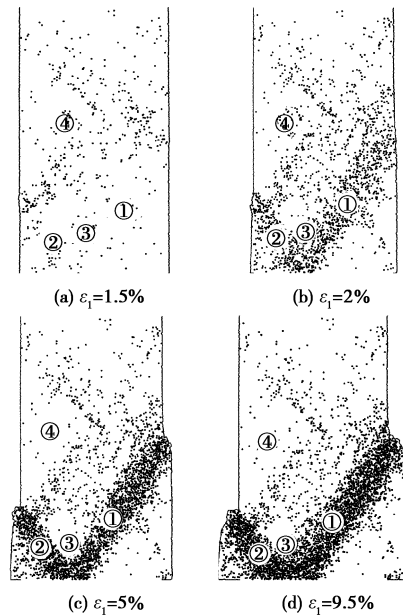 ④ ④
① ①
③ ③
② ②
(a) ε₁=1.5% (b) ε₁=2%
④ ④
① ①
② ③ ② ③
(c) ε₁=5% (d) ε₁=9.5%